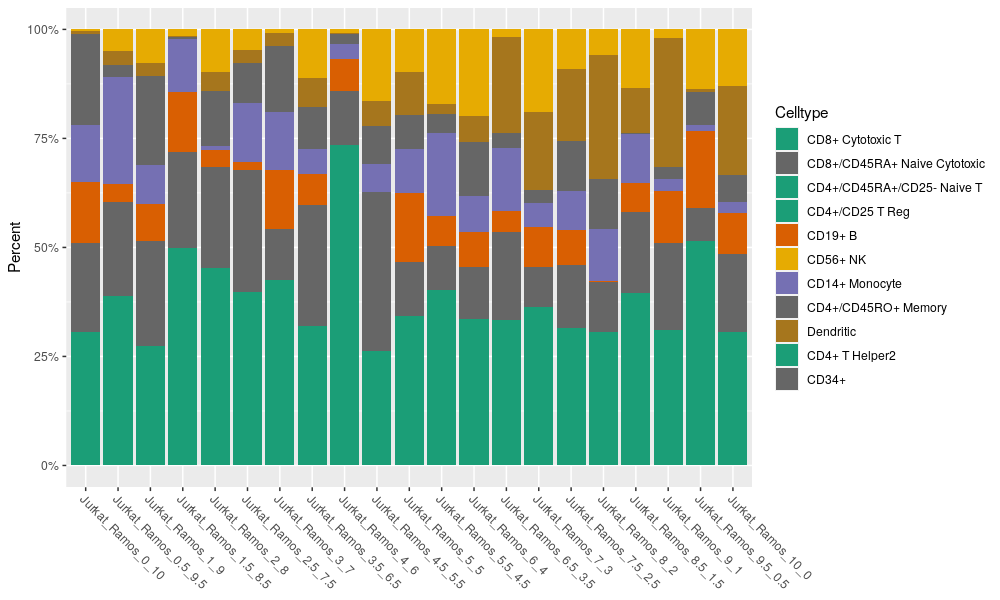 Percent
100%
75%
50%
25%
0%
Jurkat_Ramos_0_10
Jurkat_Ramos_0.5_9.5
Jurkat_Ramos_1_9
Jurkat_Ramos_1.5_8.5
Jurkat_Ramos_2_8
Jurkat_Ramos_2.5_7.5
Jurkat_Ramos_3_7
Jurkat_Ramos_3.5_6.5
Jurkat_Ramos_4_6
Jurkat_Ramos_4.5_5.5
Jurkat_Ramos_5_5
Jurkat_Ramos_5.5_4.5
Jurkat_Ramos_6_4
Jurkat_Ramos_6.5_3.5
Jurkat_Ramos_7_3
Jurkat_Ramos_7.5_2.5
Jurkat_Ramos_8_2
Jurkat_Ramos_8.5_1.5
Jurkat_Ramos_9_1
Jurkat_Ramos_9.5_0.5
Jurkat_Ramos_10_0
Celltype
CD8+ Cytotoxic T
CD8+/CD45RA+ Naive Cytotoxic
CD4+/CD45RA+/CD25- Naive T
CD4+/CD25 T Reg
CD19+ B
CD56+ NK
CD14+ Monocyte
CD4+/CD45RO+ Memory
Dendritic
CD4+ T Helper2
CD34+